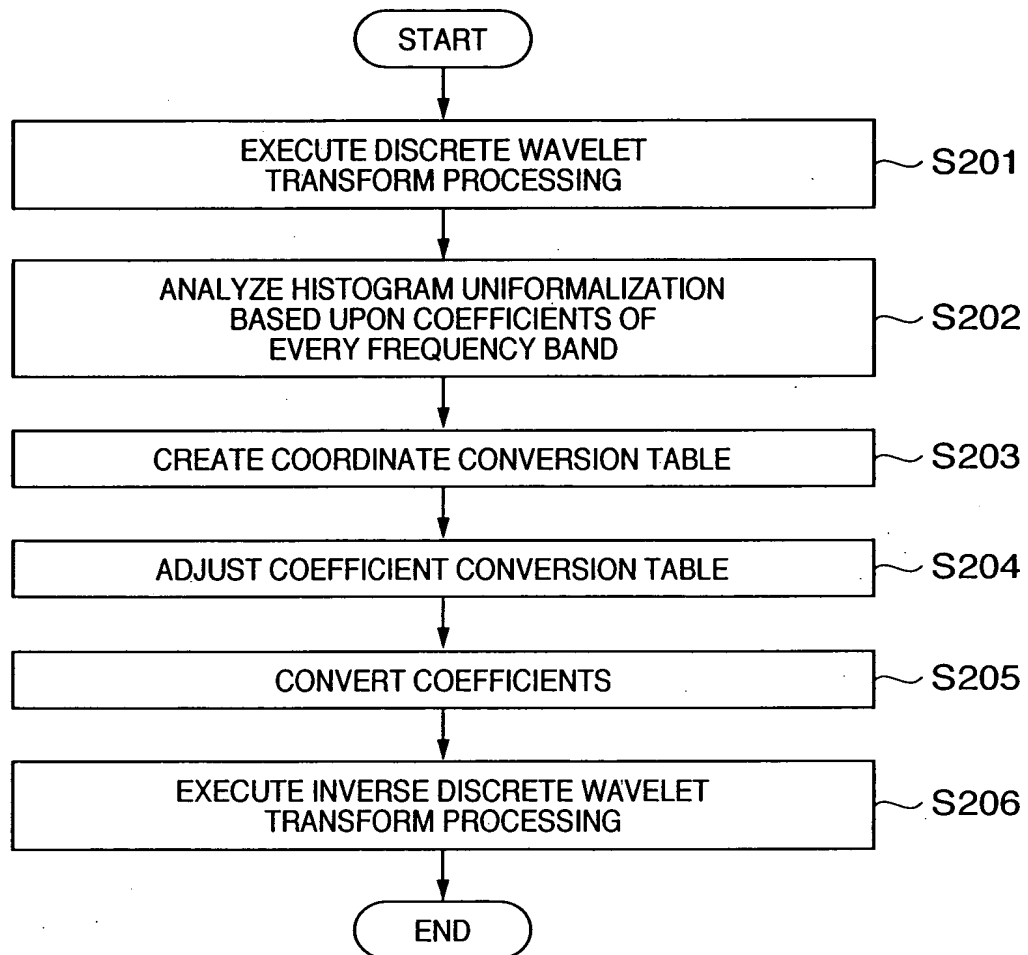 START
EXECUTE DISCRETE WAVELET
TRANSFORM PROCESSING
S201
ANALYZE HISTOGRAM UNIFORMALIZATION
BASED UPON COEFFICIENTS OF
EVERY FREQUENCY BAND
S202
CREATE COORDINATE CONVERSION TABLE
S203
ADJUST COEFFICIENT CONVERSION TABLE
S204
CONVERT COEFFICIENTS
S205
EXECUTE INVERSE DISCRETE WAVELET
TRANSFORM PROCESSING
S206
END